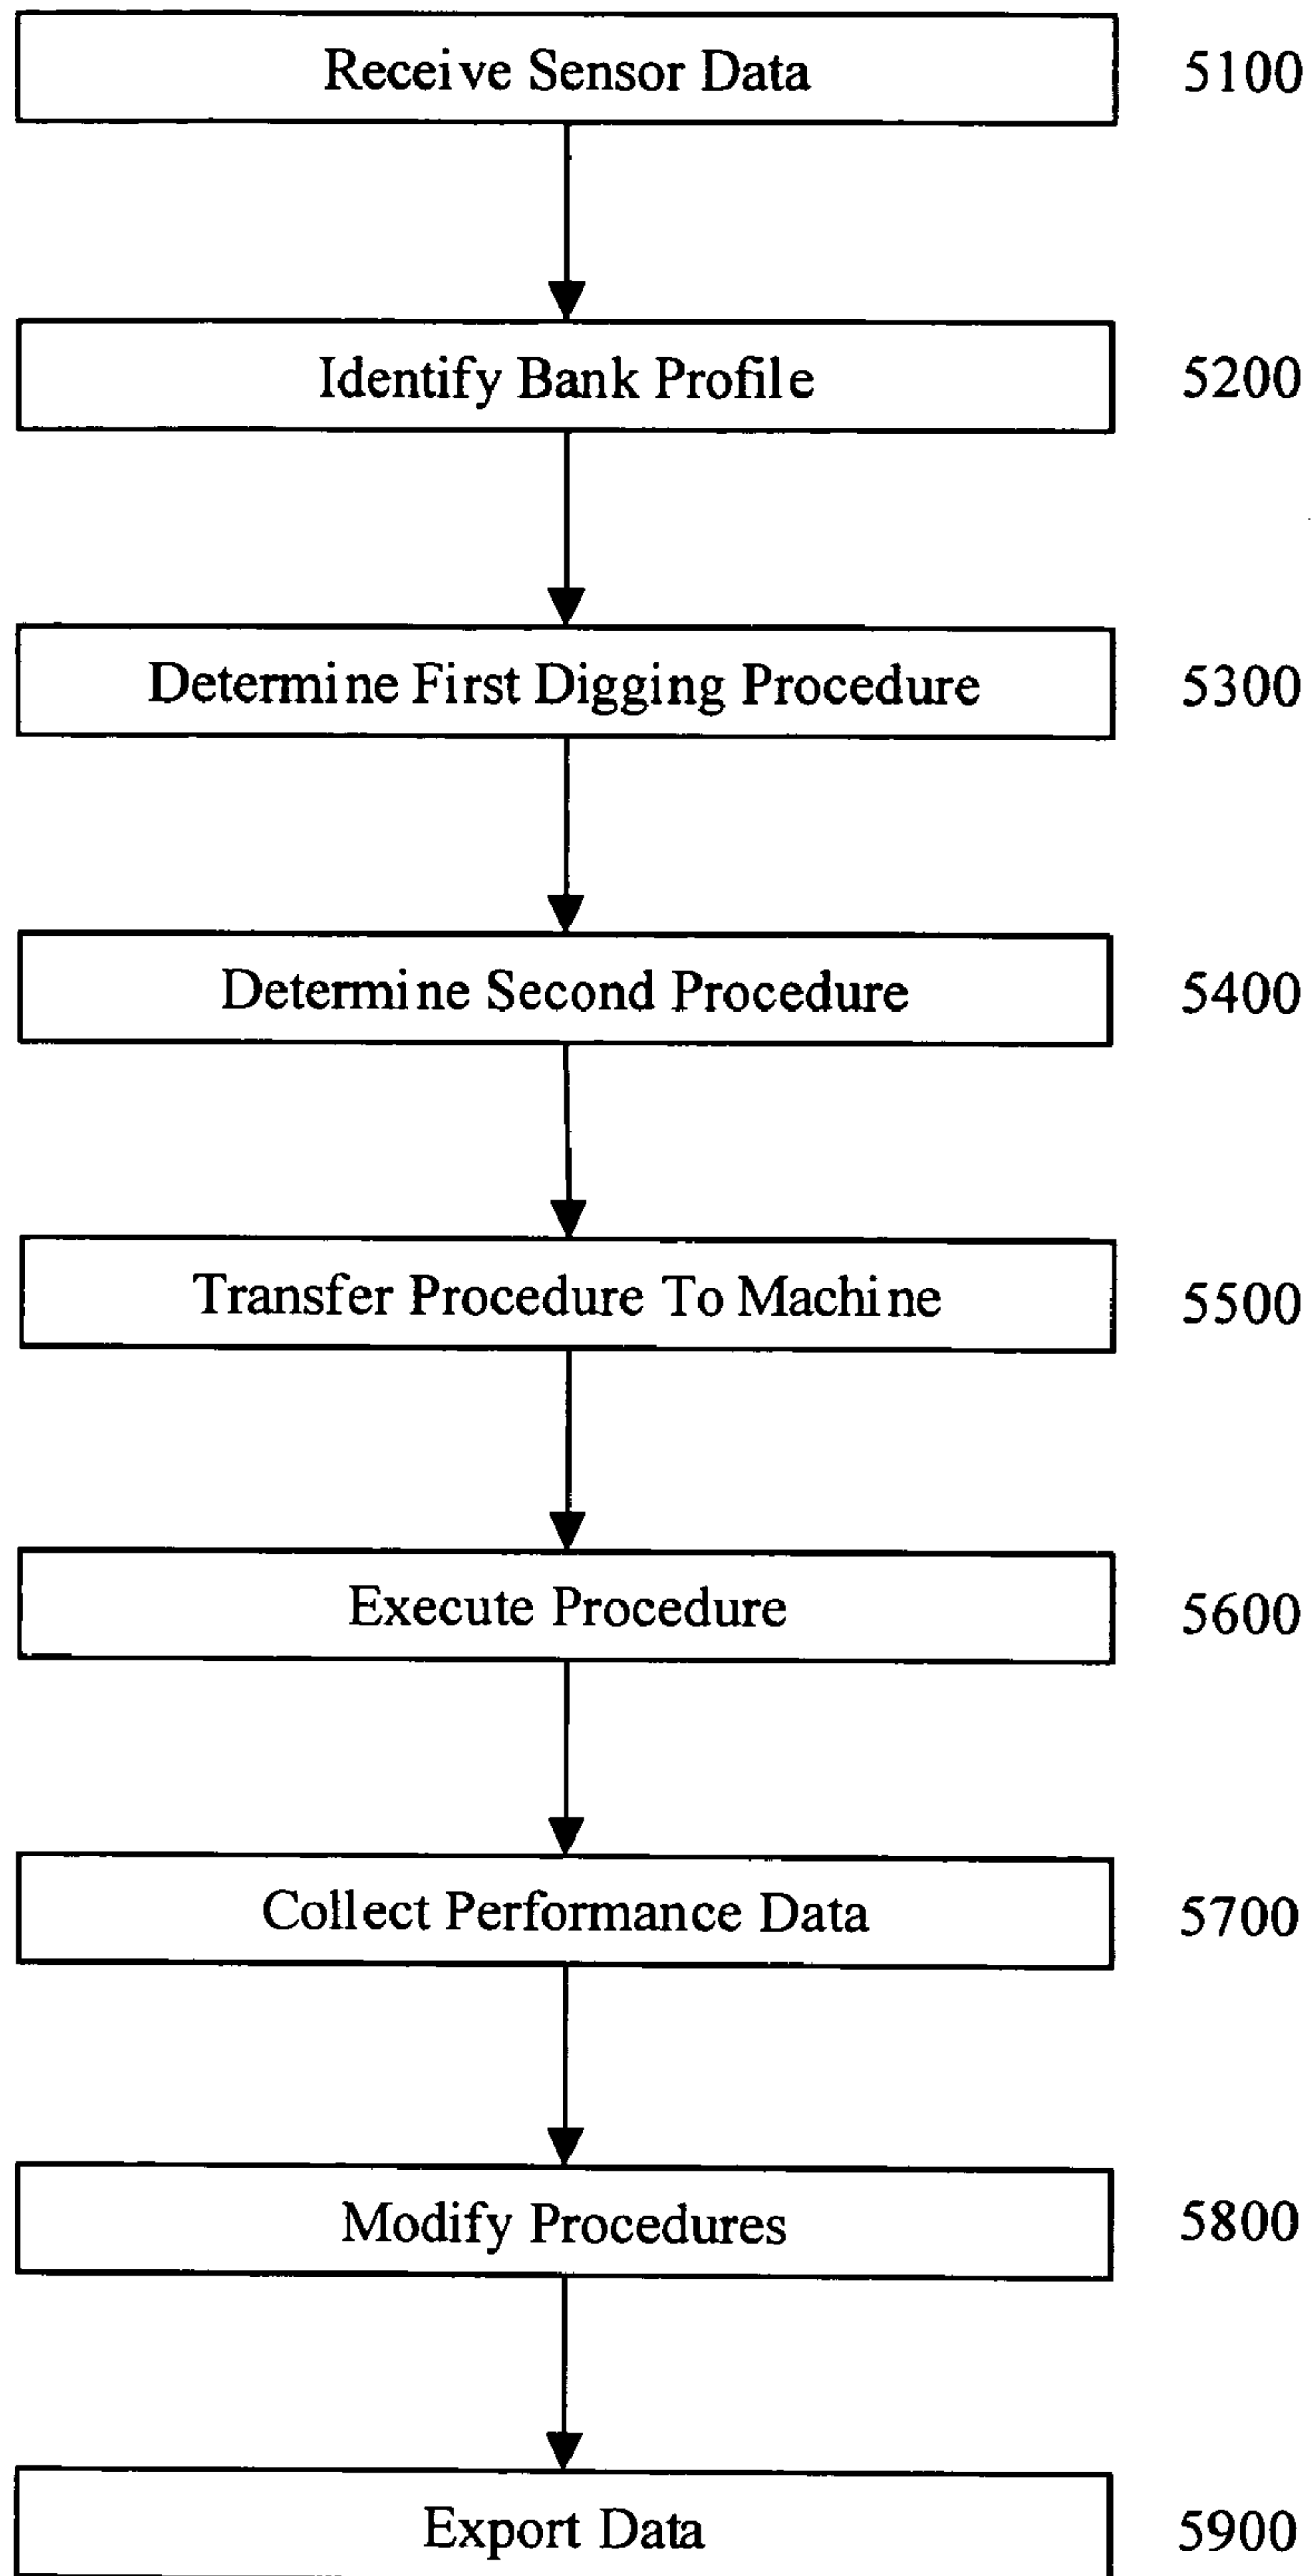 Receive Sensor Data 5100
Identify Bank Profile 5200
Determine First Digging Procedure 5300
Determine Second Procedure 5400
Transfer Procedure To Machine 5500
Execute Procedure 5600
Collect Performance Data 5700
Modify Procedures 5800
Export Data 5900